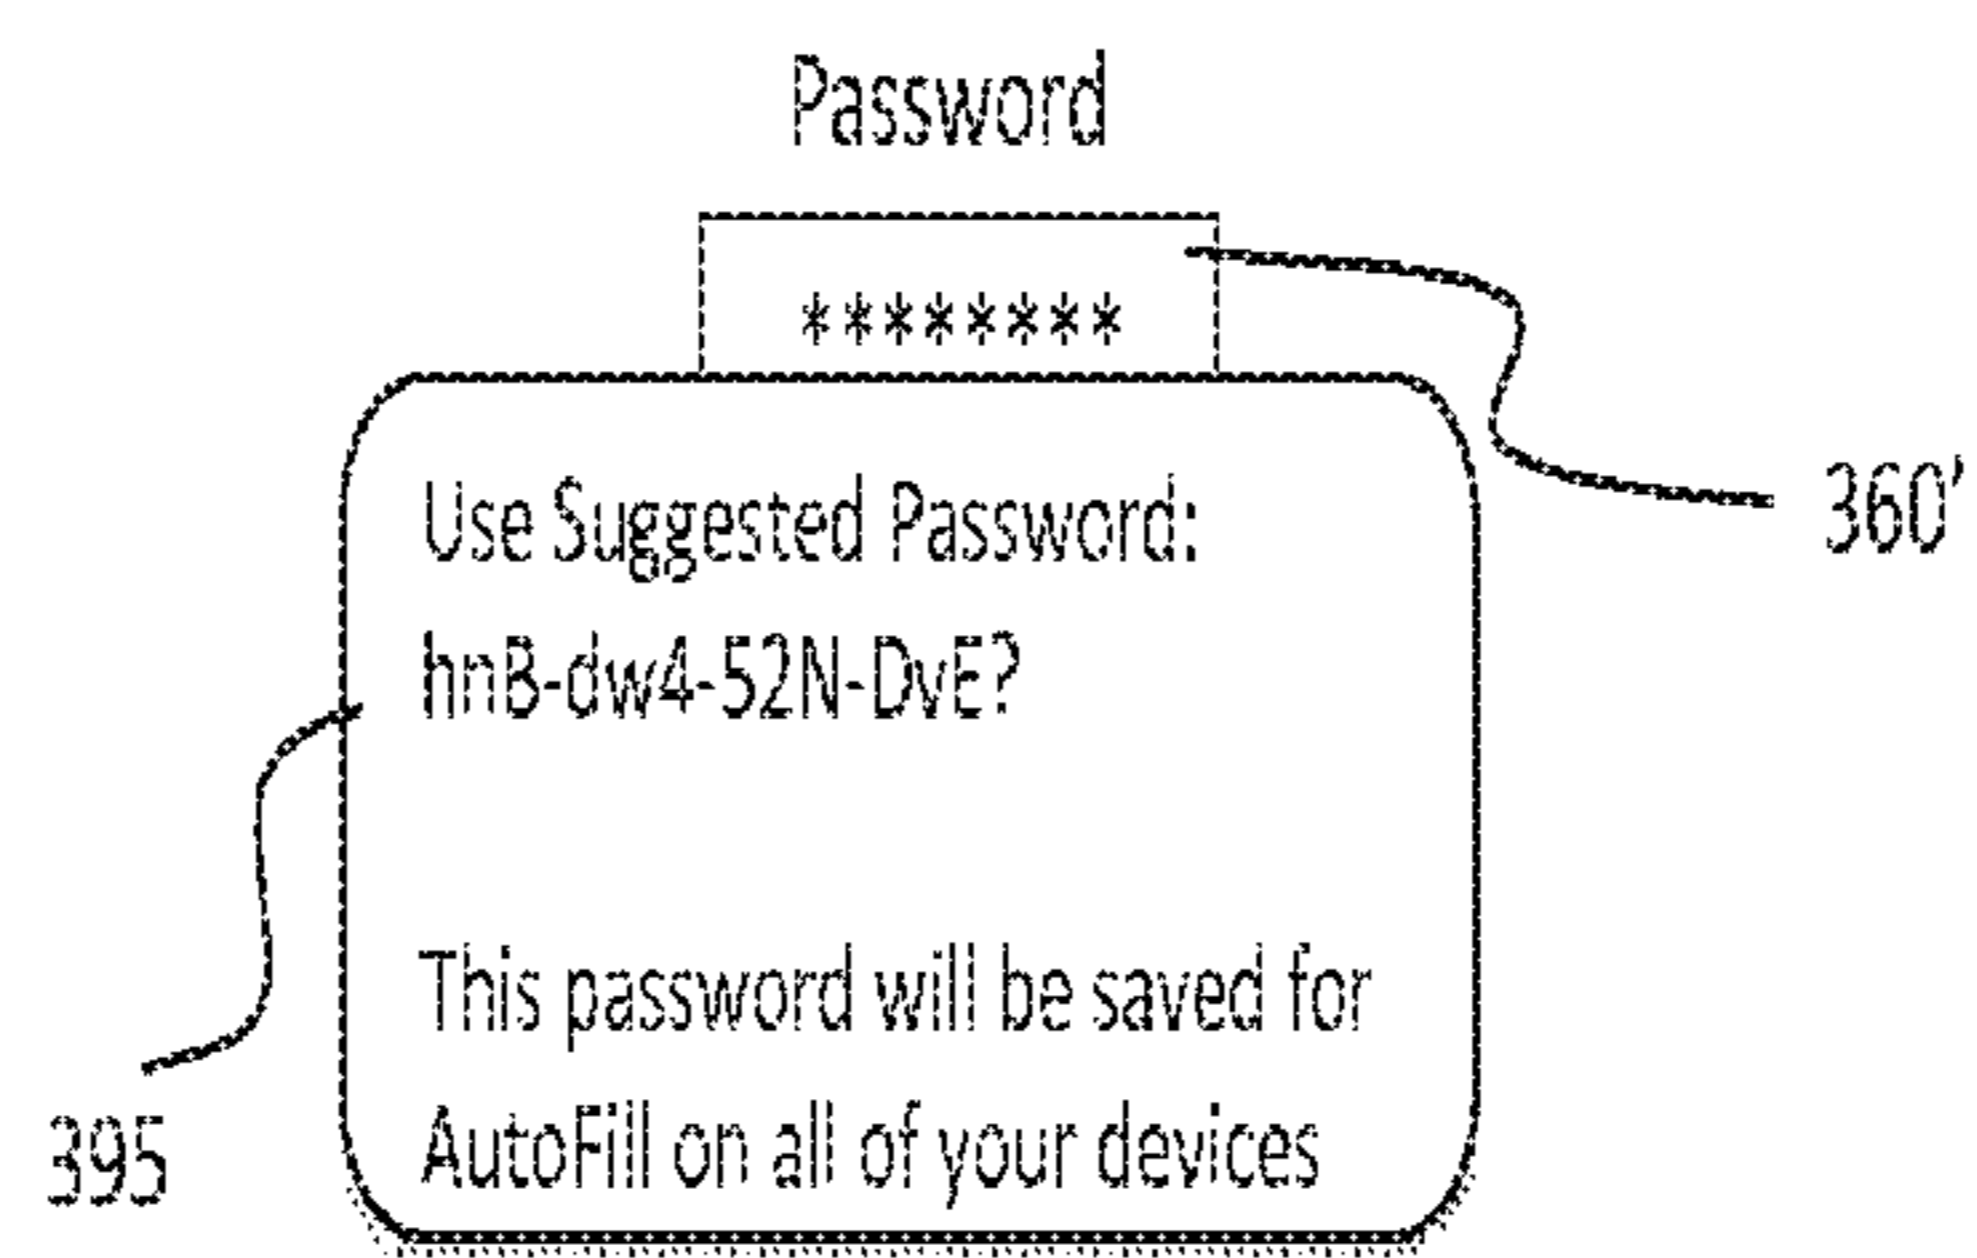 Password
********
Use Suggested Password:
360'
hnB-dw4-52N-DvE?
This password will be saved for
AutoFill on all of your devices
395